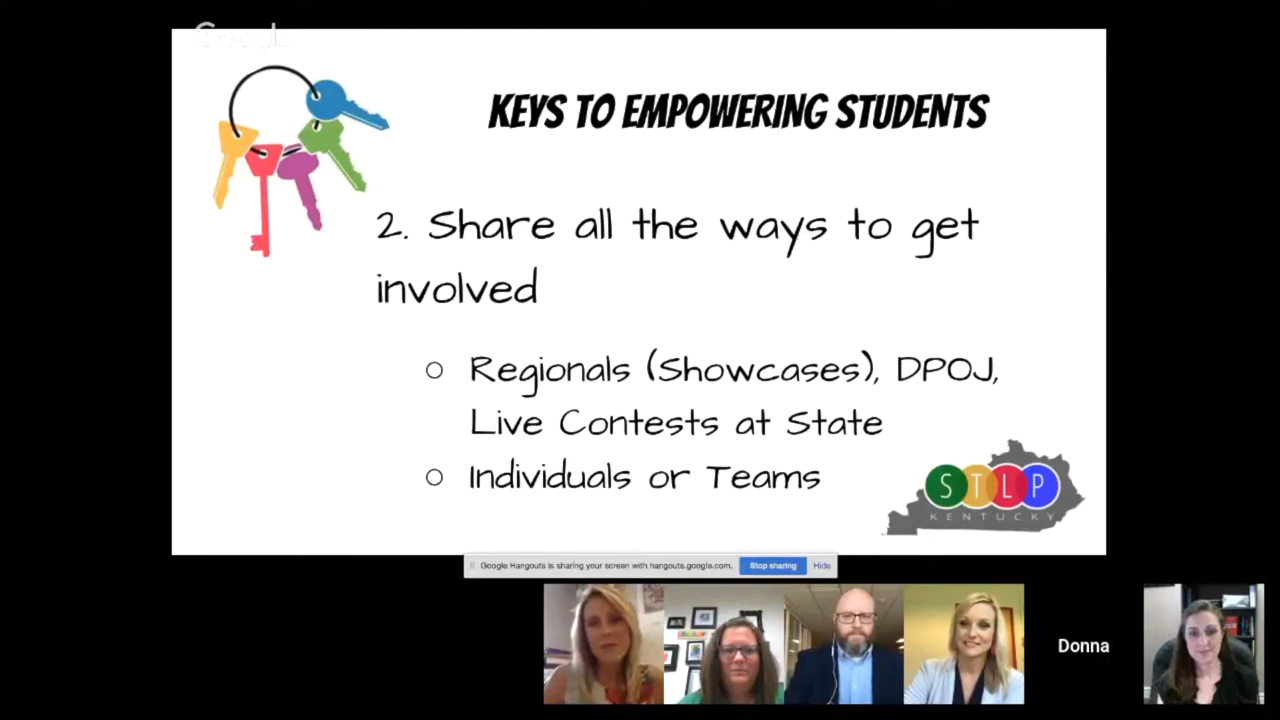 Google
KEYS TO EMPOWERING STUDENTS
2. Share all the ways to get
involved
○ Regionals (Showcases), DPOJ,
Live Contests at State
○ Individuals or Teams
S T L P
KENTUCKY
Google Hangouts is sharing your screen with hangouts.google.com. Stop sharing Hide
Donna